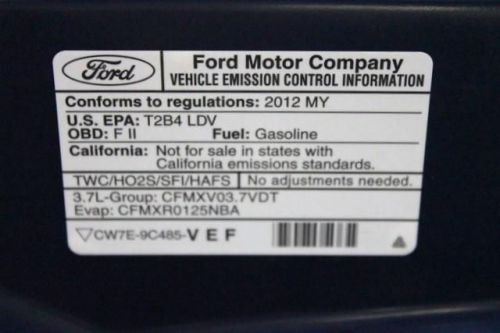 Ford
Ford Motor Company
VEHICLE EMISSION CONTROL INFORMATION
Conforms to regulations: 2012 MY
U.S. EPA: T2B4 LDV
OBD: F II Fuel: Gasoline
California: Not for sale in states with
California emissions standards.
TWC/HO2S/SFI/HAFS No adjustments needed.
3.7L-Group: CFMXV03.7VDT
Evap: CFMXR0125NBA
CW7E-9C485-V E F